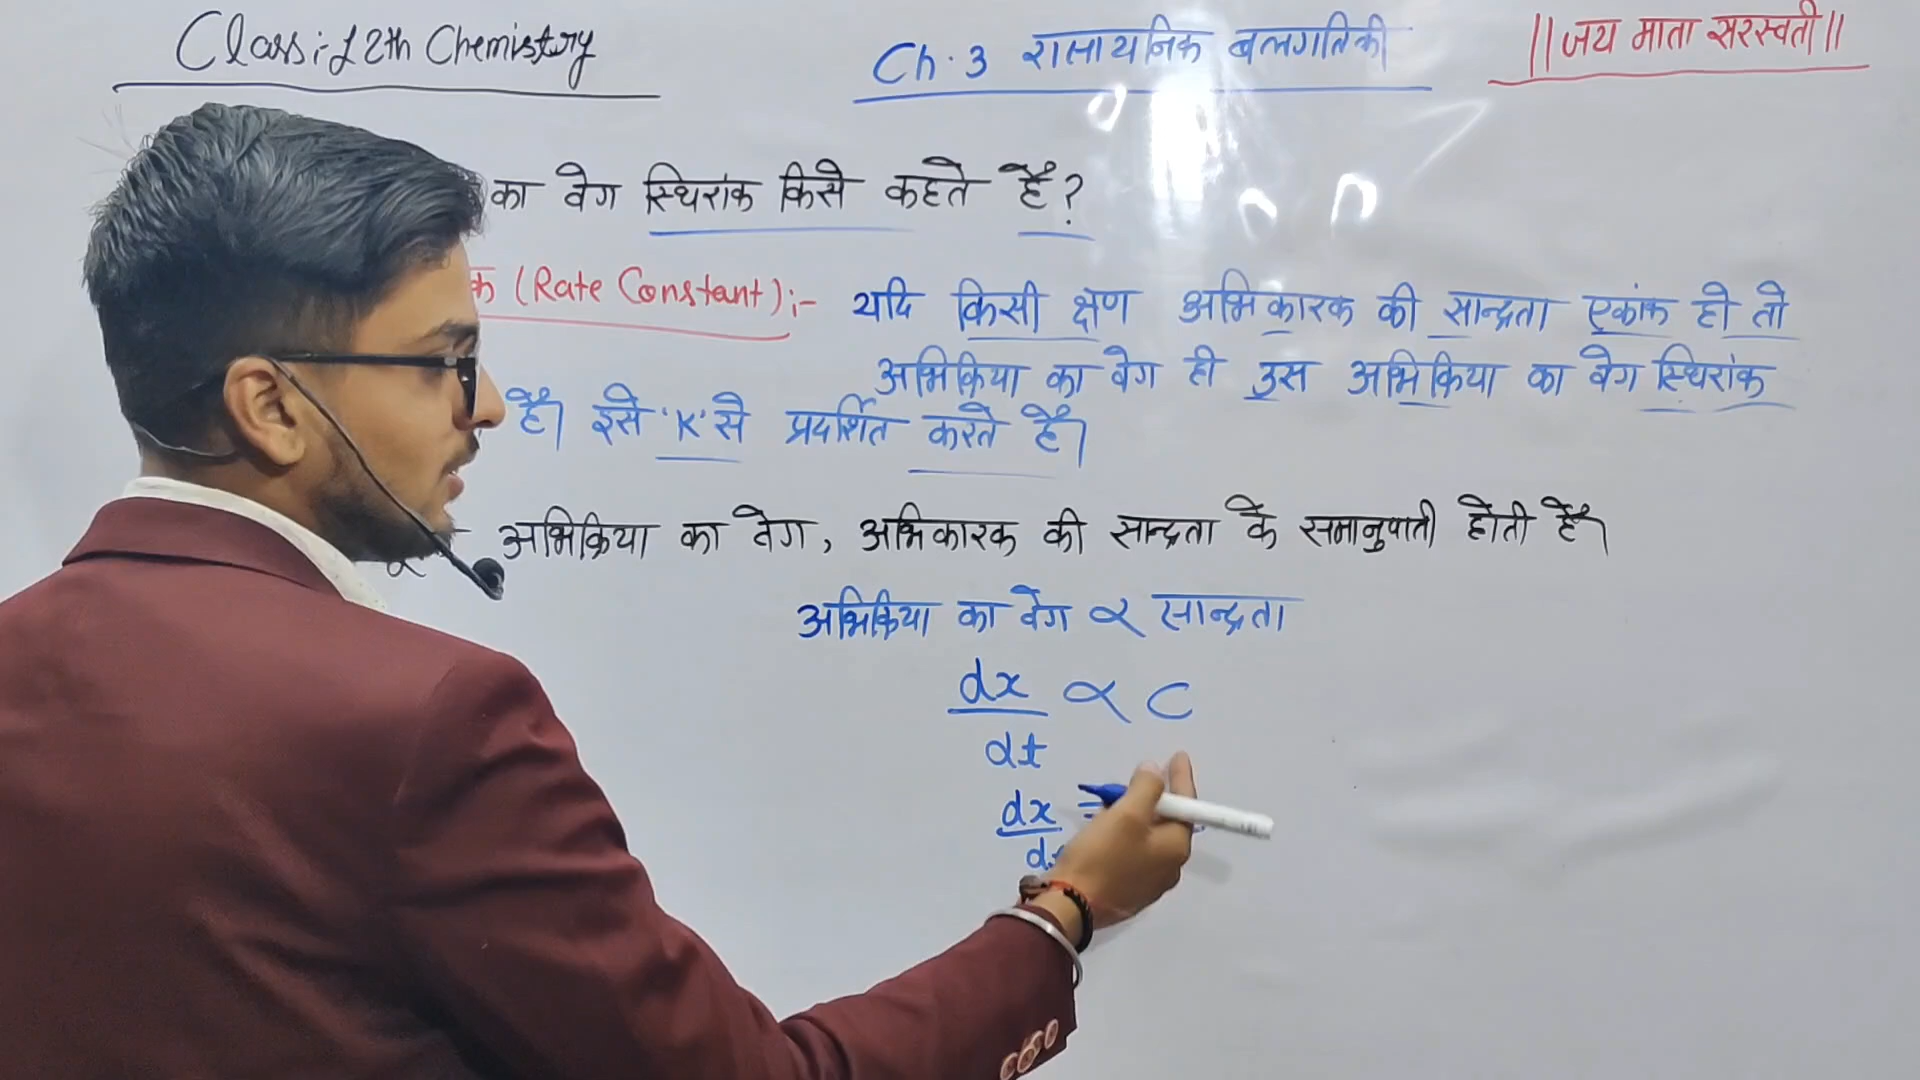 Class:- 12th Chemistry
Ch. 3 रासायनिक बलगतिकी
||जय माता सरस्वती||
का वेग स्थिरांक किसे कहते हैं?
क (Rate Constant):- यदि किसी क्षण अभिकारक की सान्द्रता एकांक हो तो
अभिक्रिया का वेग ही उस अभिक्रिया का वेग स्थिरांक
है। इसे 'K' से प्रदर्शित करते हैं।
अभिक्रिया का वेग, अभिकारक की सान्द्रता के समानुपाती होती है।
अभिक्रिया का वेग ∝ सान्द्रता
dx/dt ∝ C
dx =